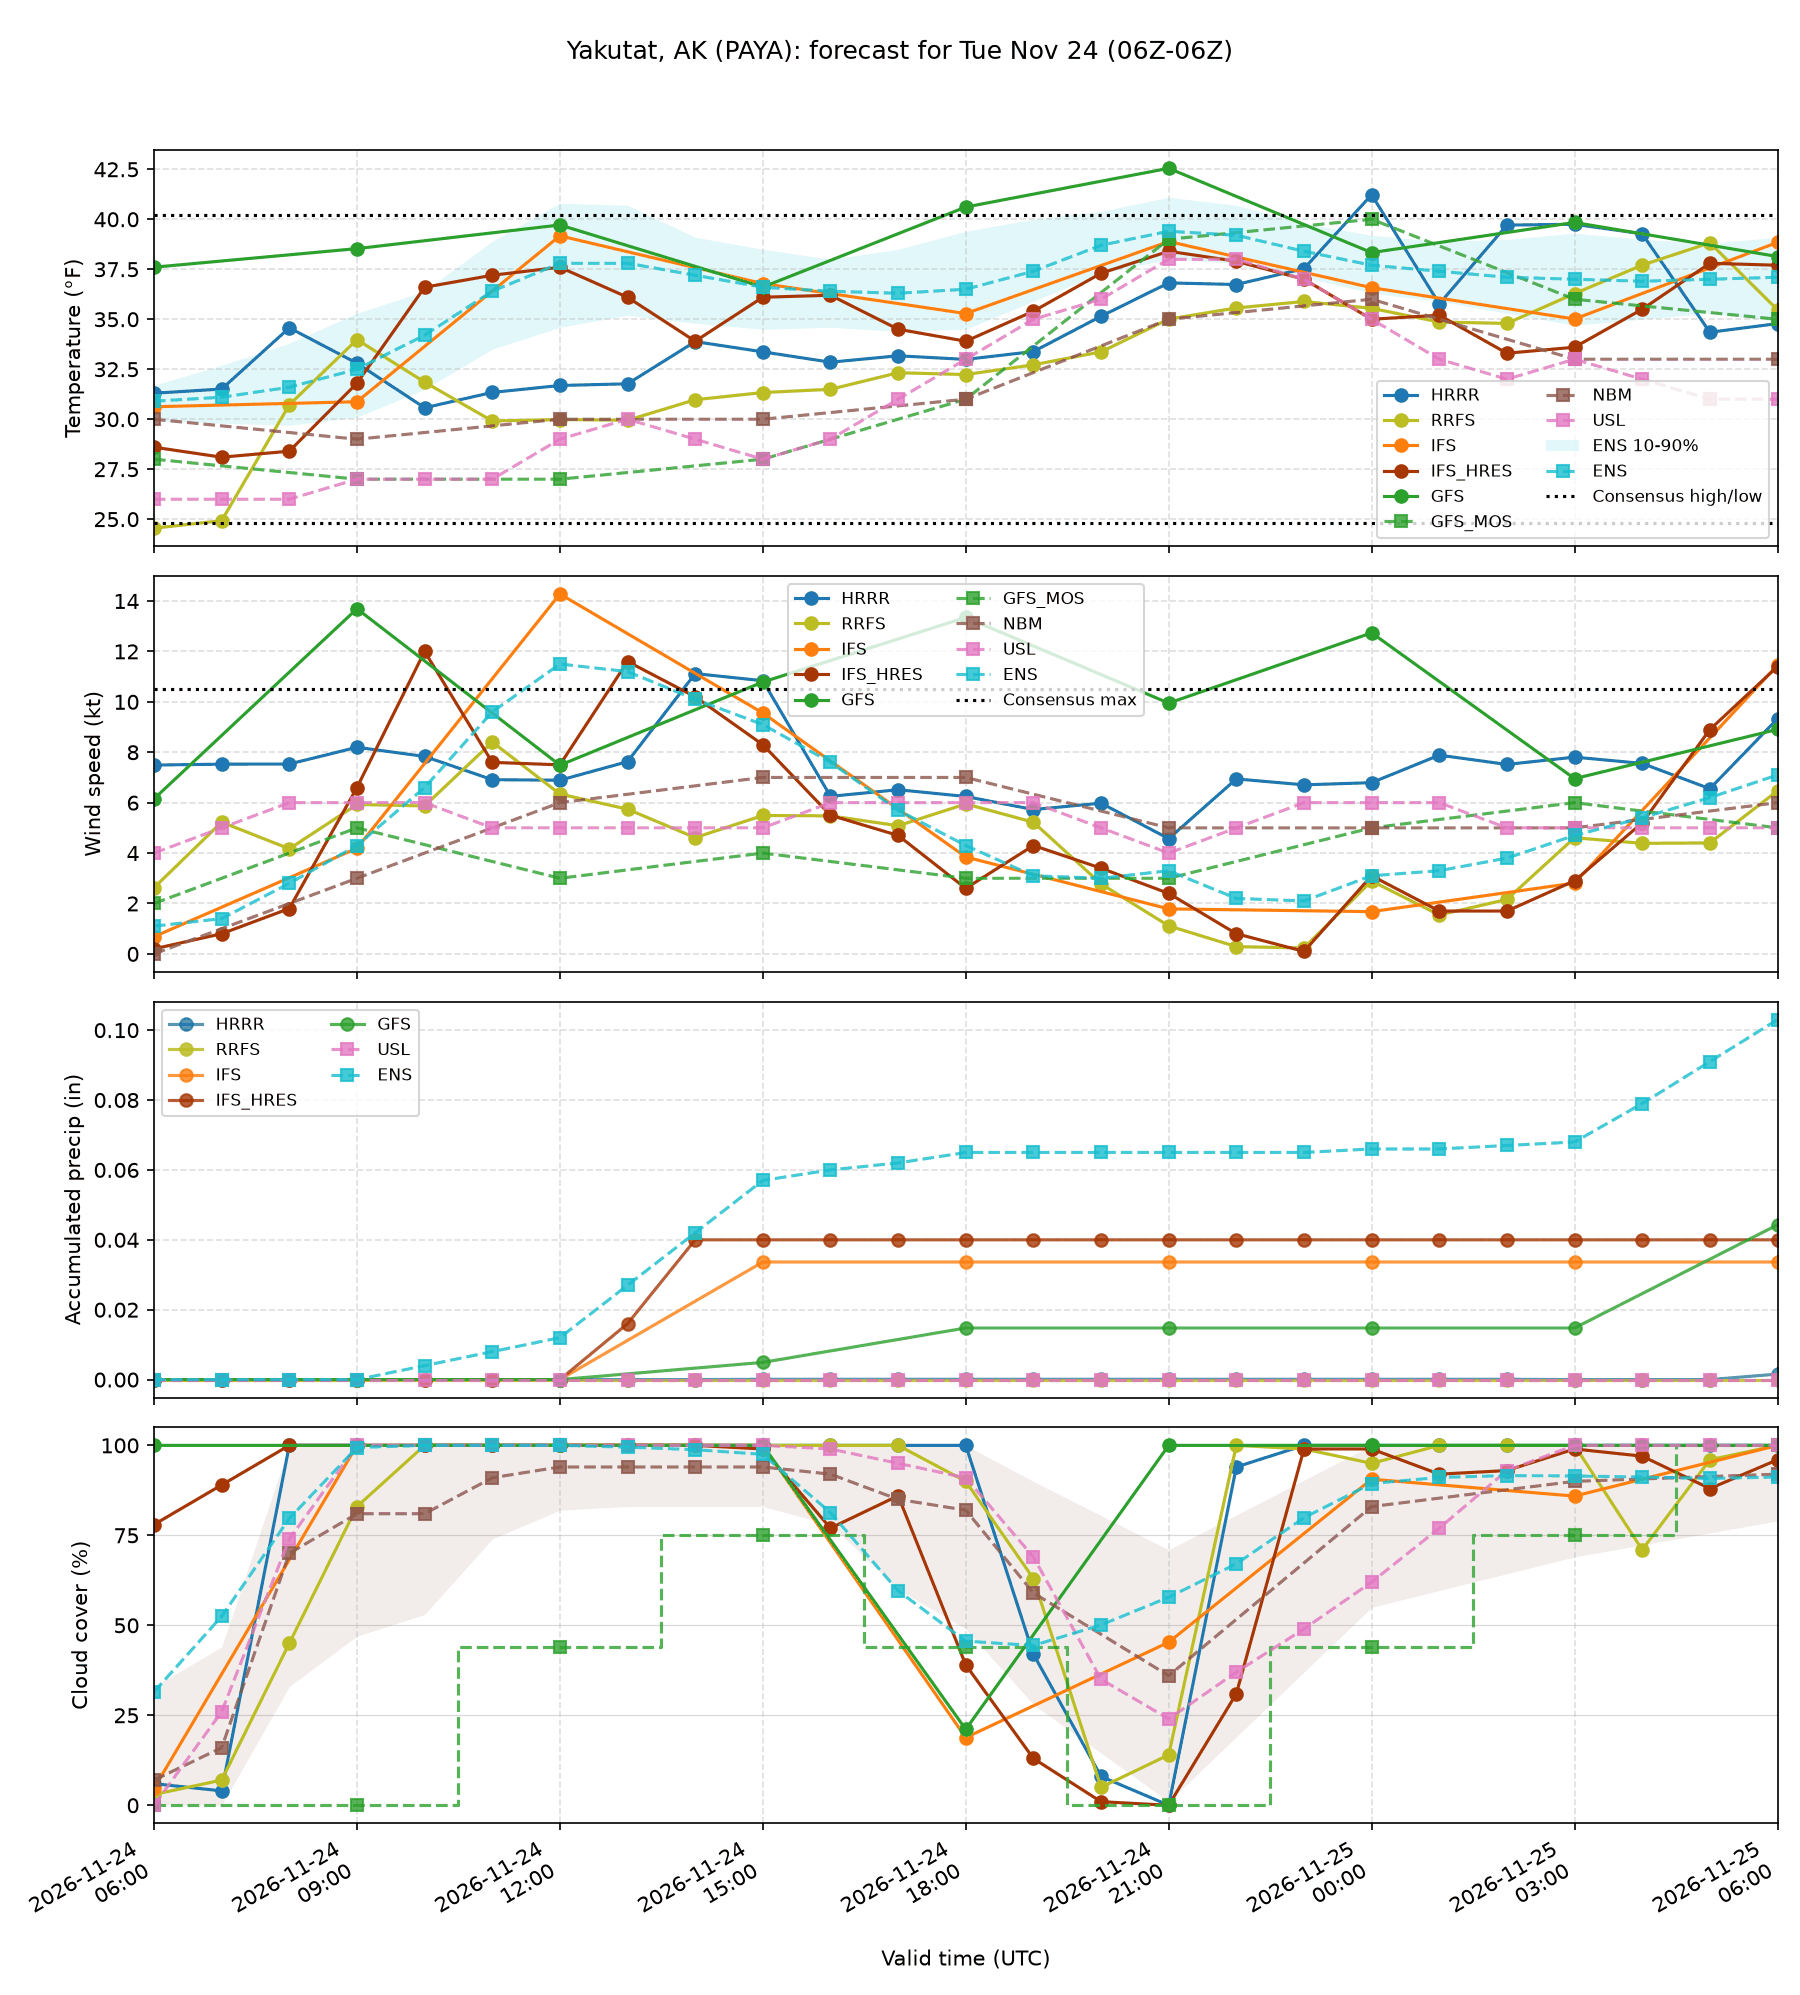 Yakutat, AK (PAYA): forecast for Tue Nov 24 (06Z-06Z)
Temperature (°F)
42.5
40.0
37.5
35.0
32.5
30.0
27.5
25.0
HRRR
RRFS
IFS
IFS_HRES
GFS
GFS_MOS
NBM
USL
ENS 10-90%
ENS
Consensus high/low
Wind speed (kt)
14
12
10
8
6
4
2
0
HRRR
RRFS
IFS
IFS_HRES
GFS
GFS_MOS
NBM
USL
ENS
Consensus max
Accumulated precip (in)
0.10
0.08
0.06
0.04
0.02
0.00
HRRR
RRFS
IFS
IFS_HRES
GFS
USL
ENS
Cloud cover (%)
100
75
50
25
0
2026-11-24
06:00
2026-11-24
09:00
2026-11-24
12:00
2026-11-24
15:00
2026-11-24
18:00
2026-11-24
21:00
2026-11-25
00:00
2026-11-25
03:00
2026-11-25
06:00
Valid time (UTC)